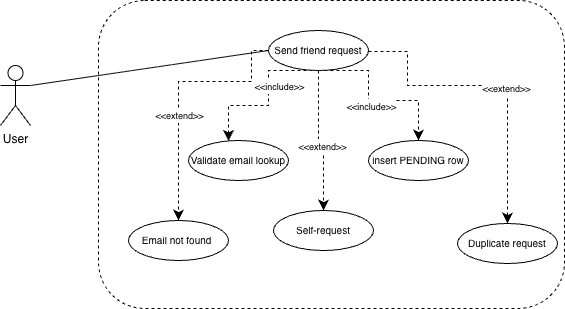 Send friend request
<<include>>
<<extend>>
<<include>>
<<extend>>
User
<<extend>>
Validate email lookup
insert PENDING row
Email not found
Self-request
Duplicate request